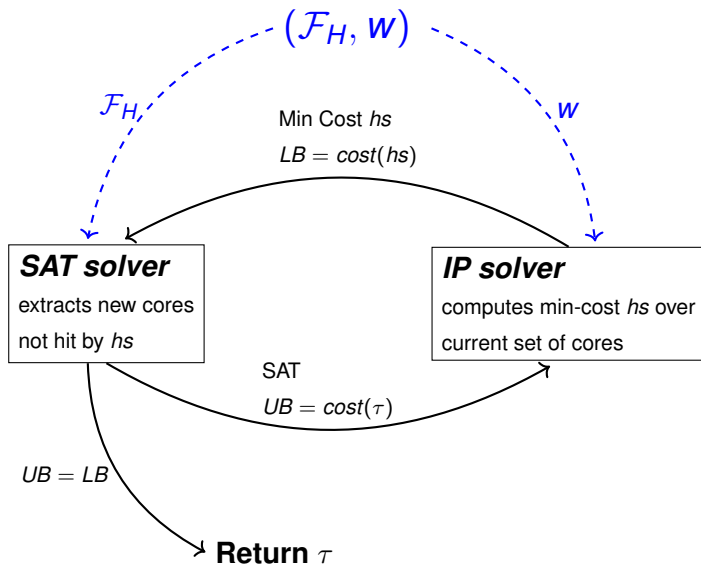 (𝓕_H, w)
𝓕_H
w
Min Cost hs
LB = cost(hs)
SAT solver
extracts new cores
not hit by hs
IP solver
computes min-cost hs over
current set of cores
SAT
UB = cost(τ)
UB = LB
Return τ